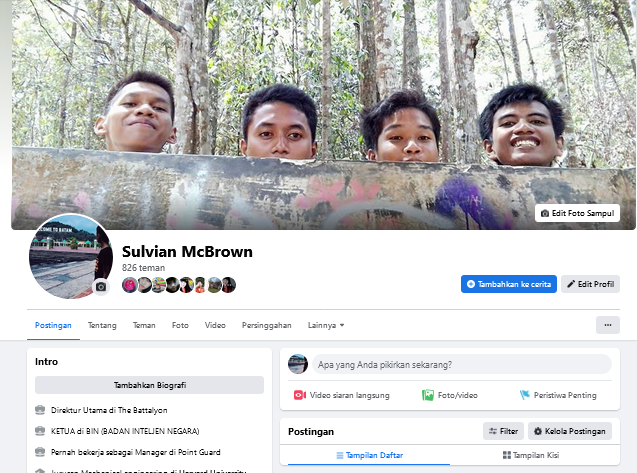 COME TO BATAM
Edit Foto Sampul
Sulvian McBrown
826 teman
Tambahkan ke cerita
Edit Profil
Postingan
Tentang
Teman
Foto
Video
Persinggahan
Lainnya
Intro
Tambahkan Biografi
Direktur Utama di The Battalyon
KETUA di BIN (BADAN INTELJEN NEGARA)
Pernah bekerja sebagai Manager di Point Guard
Apa yang Anda pikirkan sekarang?
Video siaran langsung
Foto/video
Peristiwa Penting
Postingan
Filter
Kelola Postingan
Tampilan Daftar
Tampilan Kisi